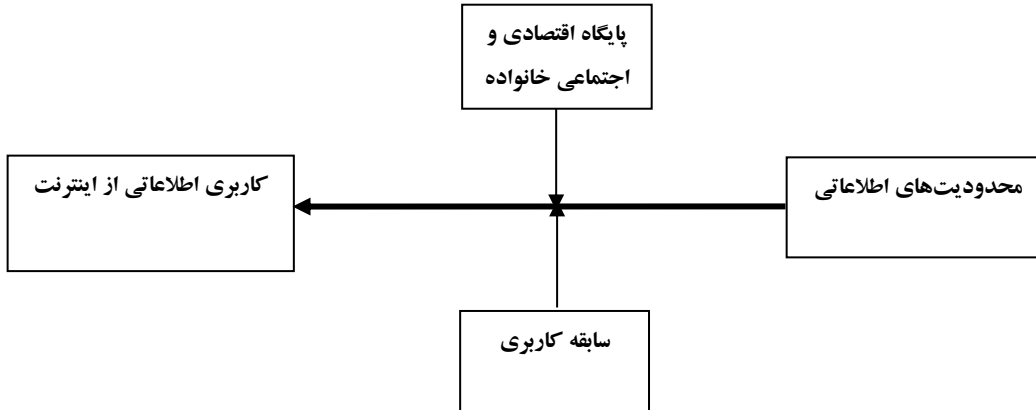 پایگاه اقتصادی و
اجتماعی خانواده
محدودیت‌های اطلاعاتی
کاربری اطلاعاتی از اینترنت
سابقه کاربری